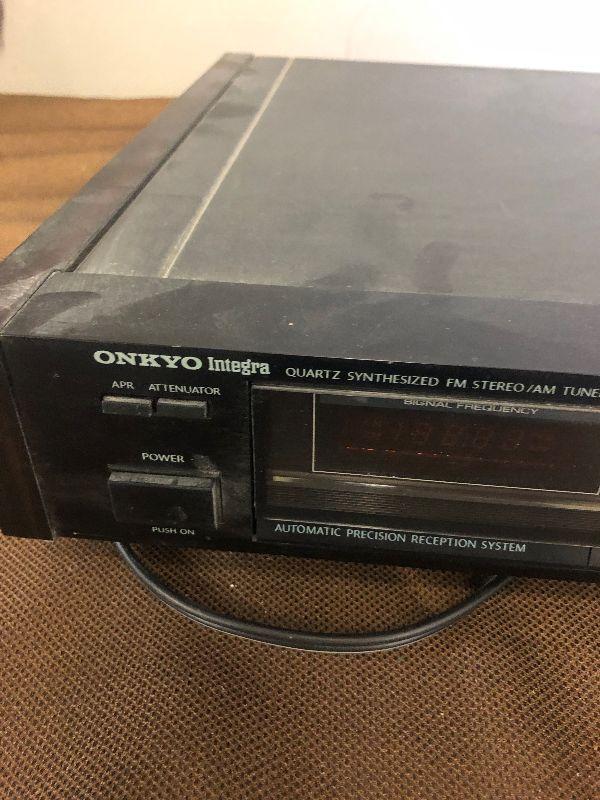 ONKYO Integra
QUARTZ SYNTHESIZED FM STEREO/AM
APR ATTENUATOR
SIGNAL FREQUENCY
POWER
PUSH ON
AUTOMATIC PRECISION RECEPTION SYSTEM